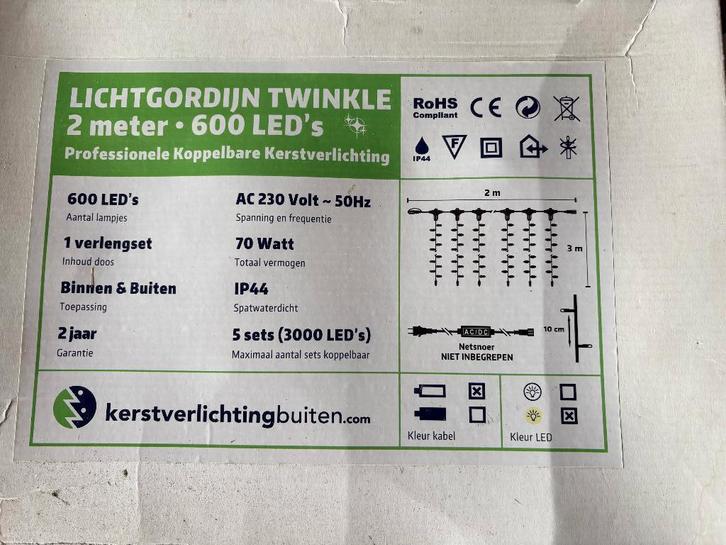 LICHTGORDIJN TWINKLE
2 meter • 600 LED's
Professionele Koppelbare Kerstverlichting
RoHS
Compliant
CE
IP44
F
600 LED's
Aantal lampjes
AC 230 Volt ~ 50Hz
Spanning en frequentie
1 verlengset
Inhoud doos
70 Watt
Totaal vermogen
Binnen & Buiten
Toepassing
IP44
Spatwaterdicht
2 jaar
Garantie
5 sets (3000 LED's)
Maximaal aantal sets koppelbaar
2 m
3 m
AC/DC
10 cm
Netsnoer
NIET INBEGREPEN
kerstverlichtingbuiten.com
Kleur kabel
Kleur LED